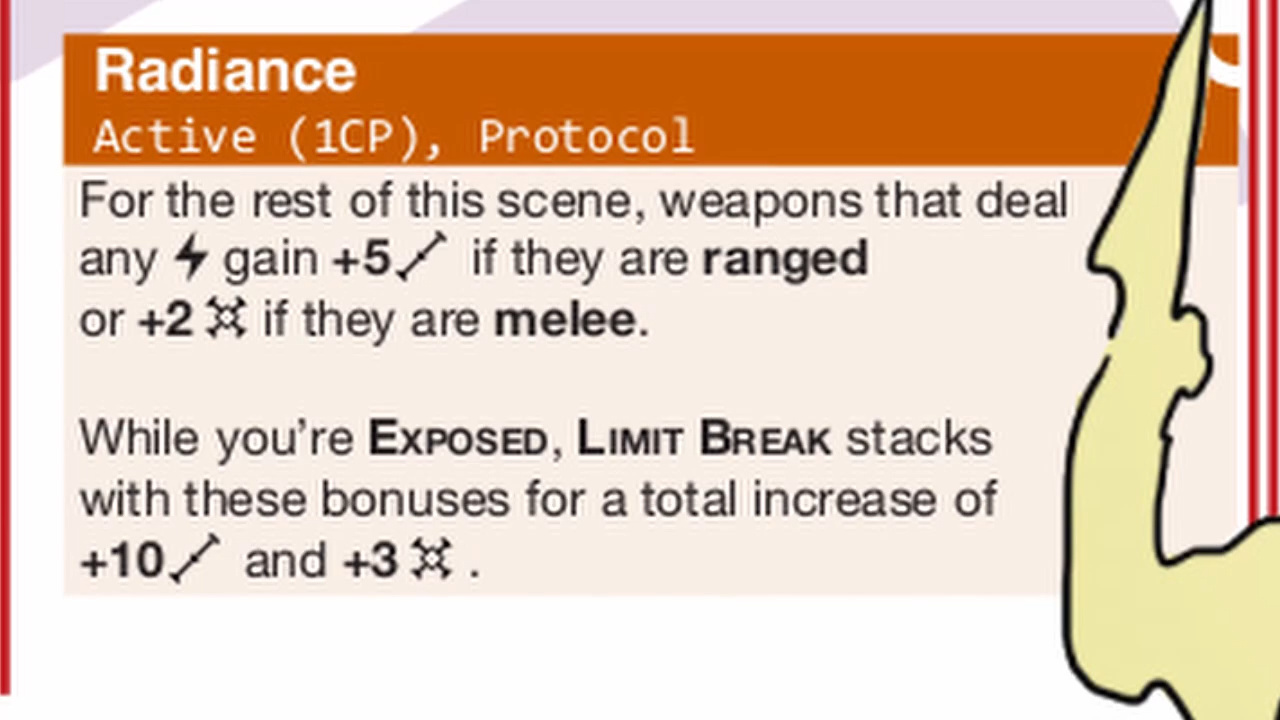 Radiance
Active (1CP), Protocol
For the rest of this scene, weapons that deal
any gain +5 if they are ranged
or +2 if they are melee.
While you're EXPOSED, LIMIT BREAK stacks
with these bonuses for a total increase of
+10 and +3 .